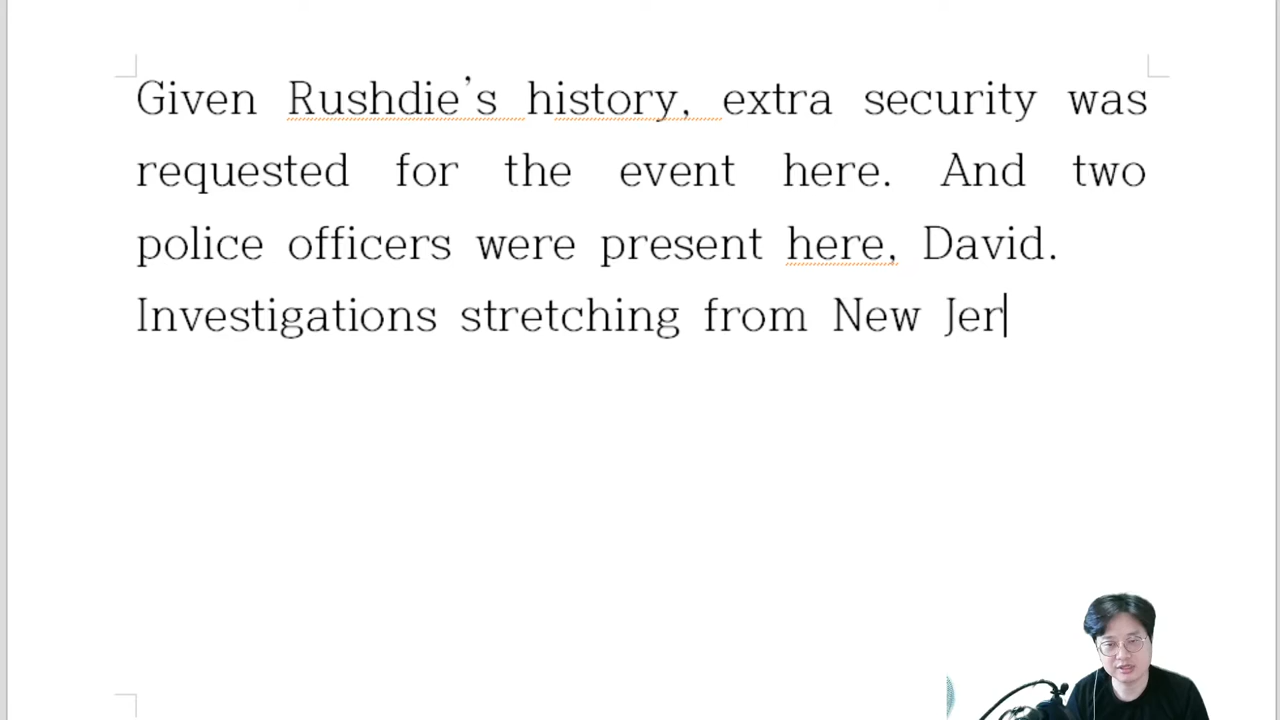 Given Rushdie's history, extra security was
requested for the event here. And two
police officers were present here, David.
Investigations stretching from New Jer